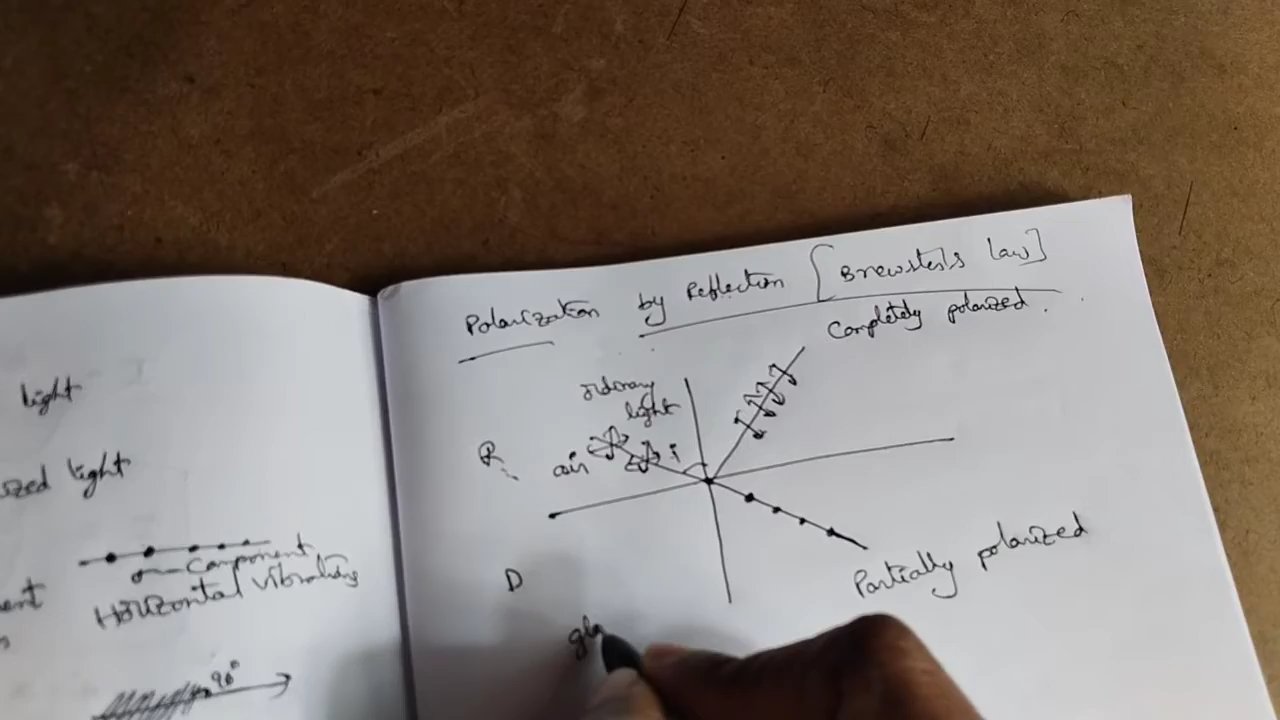 light
zed light
Component
Horizontal Vibrations
90°
Polarization by Reflection [Brewster's law]
Completely polarized.
ordinary
light
R
air
i
D
Partially polarized
gla